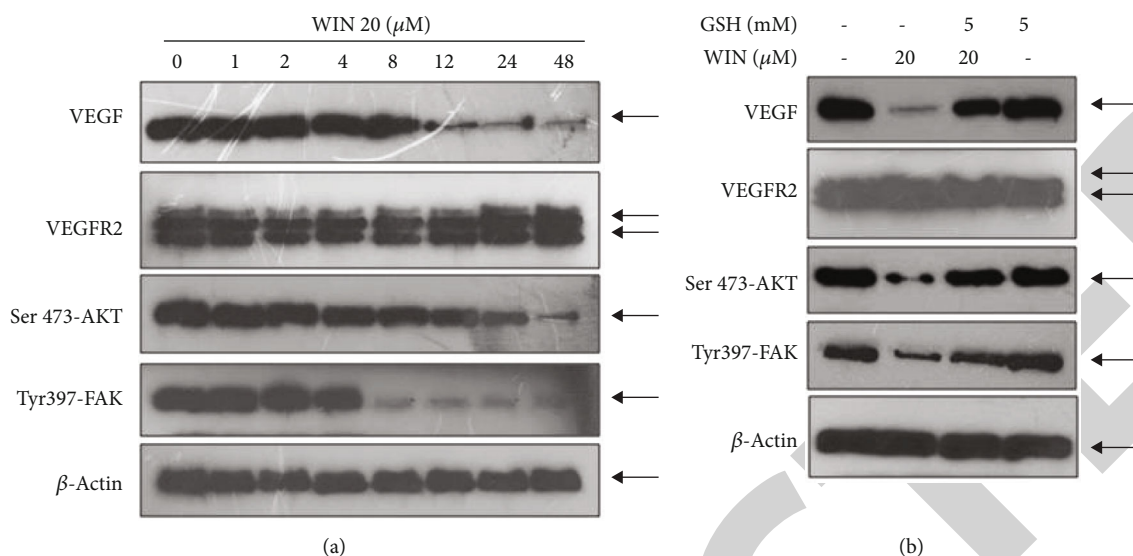 WIN 20 (μM)
0 1 2 4 8 12 24 48
VEGF
VEGFR2
Ser 473-AKT
Tyr397-FAK
β-Actin
(a)
GSH (mM) - - 5 5
WIN (μM) - 20 20 -
VEGF
VEGFR2
Ser 473-AKT
Tyr397-FAK
β-Actin
(b)